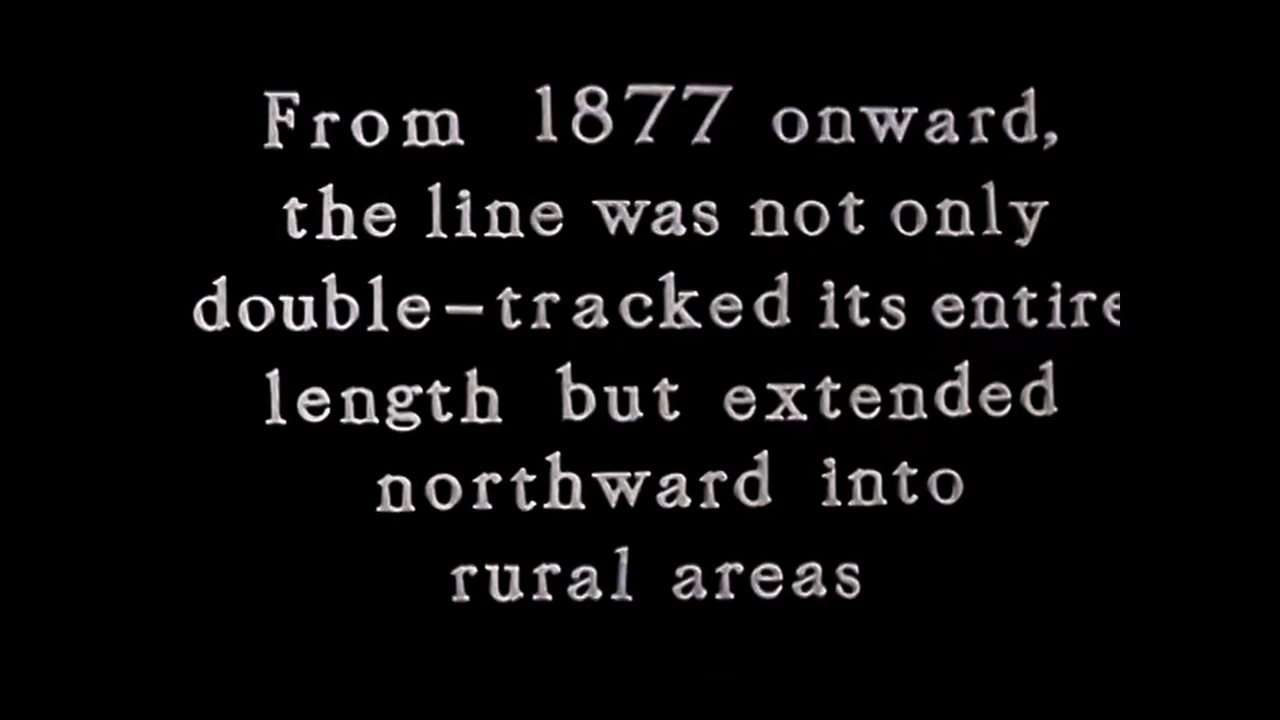 From 1877 onward,
the line was not only
double-tracked its entire
length but extended
northward into
rural areas